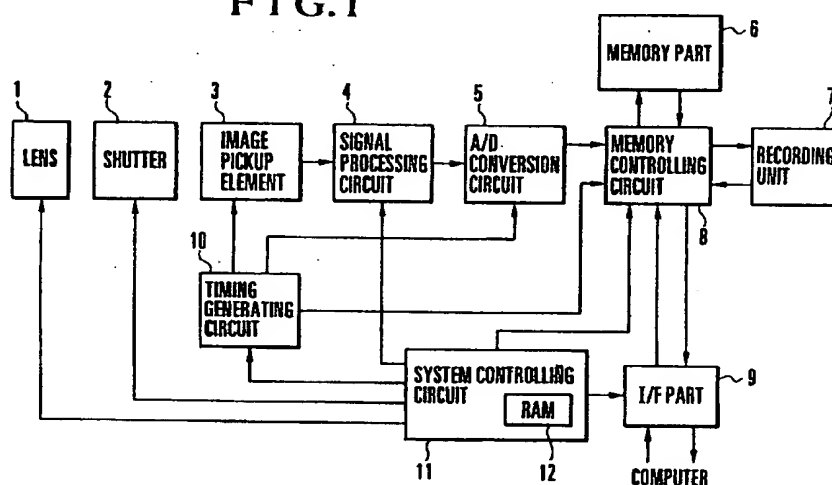 FIG.1
1
LENS
2
SHUTTER
3
IMAGE
PICKUP
ELEMENT
4
SIGNAL
PROCESSING
CIRCUIT
5
A/D
CONVERSION
CIRCUIT
6
MEMORY PART
MEMORY
CONTROLLING
CIRCUIT
8
7
RECORDING
UNIT
10
TIMING
GENERATING
CIRCUIT
SYSTEM CONTROLLING
CIRCUIT
RAM
11
12
I/F PART
9
COMPUTER